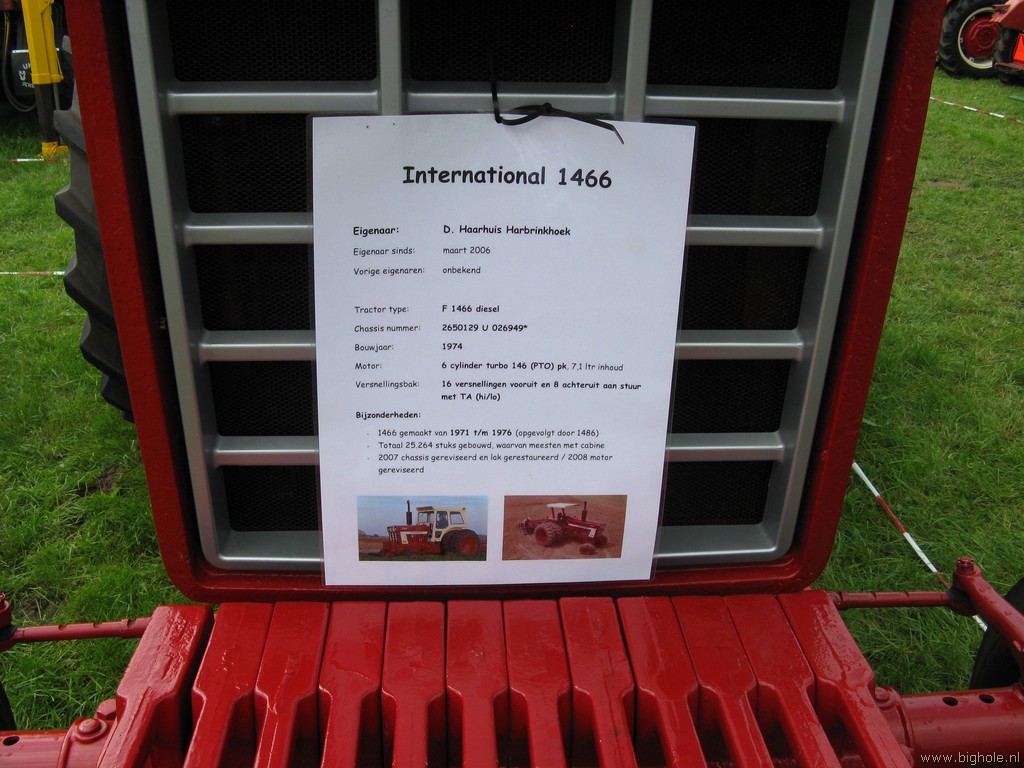 International 1466
Eigenaar: D. Haarhuis Harbrinkhoek
Eigenaar sinds: maart 2006
Vorige eigenaren: onbekend
Tractor type: F 1466 diesel
Chassis nummer: 2650129 U 026949*
Bouwjaar: 1974
Motor: 6 cylinder turbo 146 (PTO) pk, 7,1 ltr inhoud
Versnellingsbak: 16 versnellingen vooruit en 8 achteruit aan stuur
met TA (hi/lo)
Bijzonderheden:
- 1466 gemaakt van 1971 t/m 1976 (opgevolgt door 1486)
- Totaal 25.264 stuks gebouwd, waarvan meesten met cabine
- 2007 chassis gereviseerd en lak gerestaureerd / 2008 motor
gereviseerd
www.bighole.nl